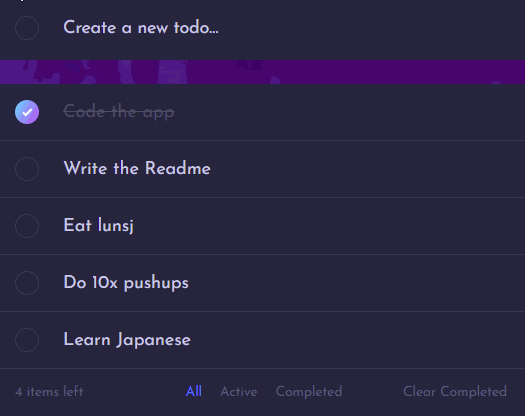 Create a new todo...
Code the app
Write the Readme
Eat lunsj
Do 10x pushups
Learn Japanese
4 items left All Active Completed Clear Completed